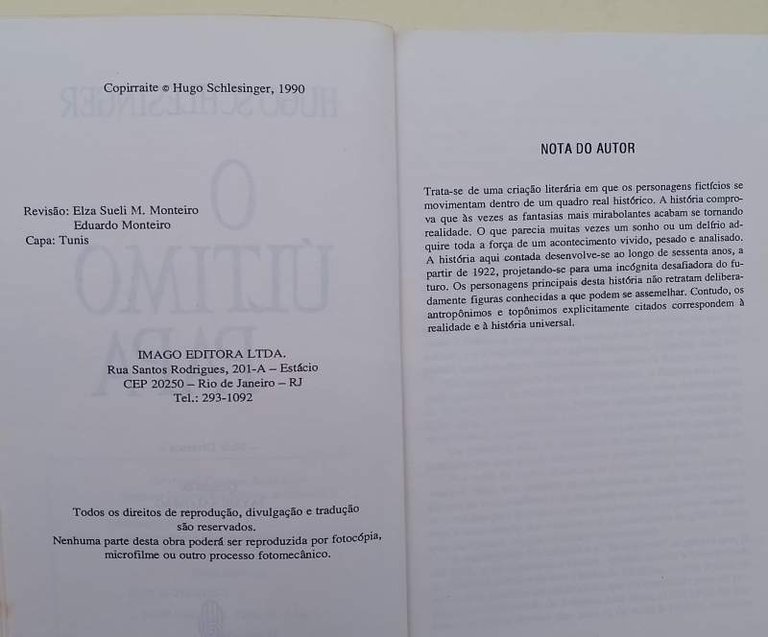 Copirraite © Hugo Schlesinger, 1990
Revisão: Elza Sueli M. Monteiro
Eduardo Monteiro
Capa: Tunis
IMAGO EDITORA LTDA.
Rua Santos Rodrigues, 201-A – Estácio
CEP 20250 – Rio de Janeiro – RJ
Tel.: 293-1092
Todos os direitos de reprodução, divulgação e tradução
são reservados.
Nenhuma parte desta obra poderá ser reproduzida por fotocópia,
microfilme ou outro processo fotomecânico.
NOTA DO AUTOR
Trata-se de uma criação literária em que os personagens fictícios se
movimentam dentro de um quadro real histórico. A história compro-
va que às vezes as fantasias mais mirabolantes acabam se tornando
realidade. O que parecia muitas vezes um sonho ou um delírio ad-
quire toda a força de um acontecimento vivido, pesado e analisado.
A história aqui contada desenvolve-se ao longo de sessenta anos, a
partir de 1922, projetando-se para uma incógnita desafiadora do fu-
turo. Os personagens principais desta história não retratam delibera-
damente figuras conhecidas a que podem se assemelhar. Contudo, os
antropônimos e topônimos explicitamente citados correspondem à
realidade e à história universal.
HUGO SCHLESINGER
O
ÚLTIMO
PAPA